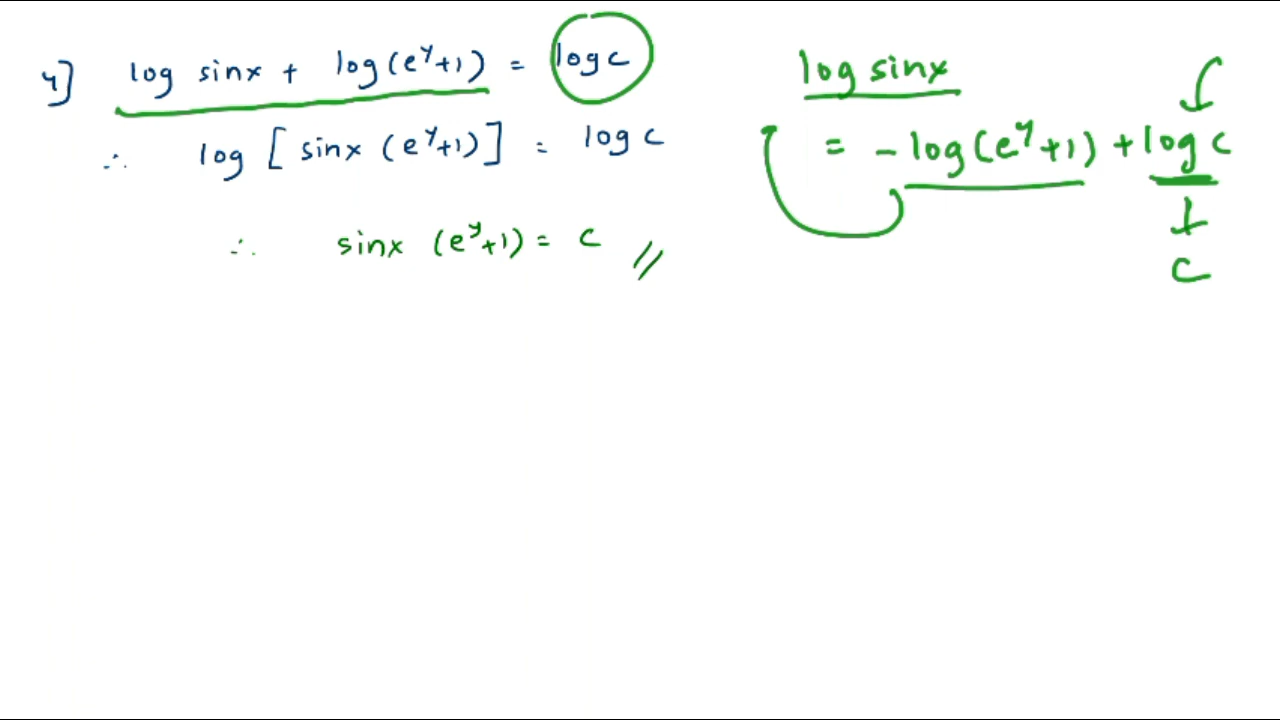 4] log sinx + log(e^y+1) = log c
∴ log [ sinx (e^y+1)] = log c
∴ sinx (e^y+1) = c //
log sinx
= - log(e^y+1) + log c
c